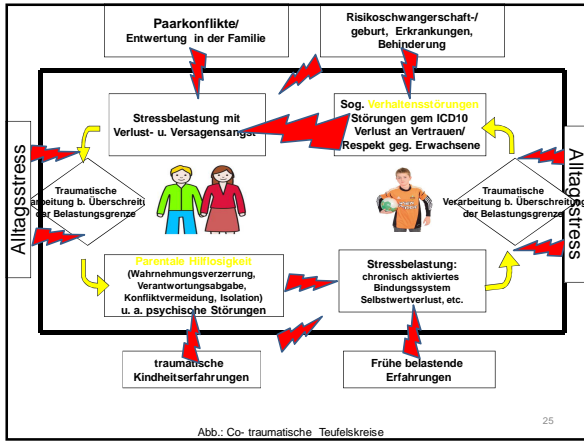 Paarkonflikte/
Entwertung in der Familie
Risikoschwangerschaft-/
geburt, Erkrankungen,
Behinderung
Stressbelastung mit
Verlust- u. Versagensangst
Sog. Verhaltensstörungen
Störungen gem ICD10
Verlust an Vertrauen/
Respekt geg. Erwachsene
Alltagsstress
Traumatische
arbeitung b. Überschreit
der Belastungsgrenze
Traumatische
Verarbeitung b. Überschreitung
der Belastungsgrenze
Alltagsstress
Parentale Hilflosigkeit
(Wahrnehmungsverzerrung,
Verantwortungsabgabe,
Konfliktvermeidung, Isolation)
u. a. psychische Störungen
Stressbelastung:
chronisch aktiviertes
Bindungssystem
Selbstwertverlust, etc.
traumatische
Kindheitserfahrungen
Frühe belastende
Erfahrungen
Abb.: Co- traumatische Teufelskreise
25